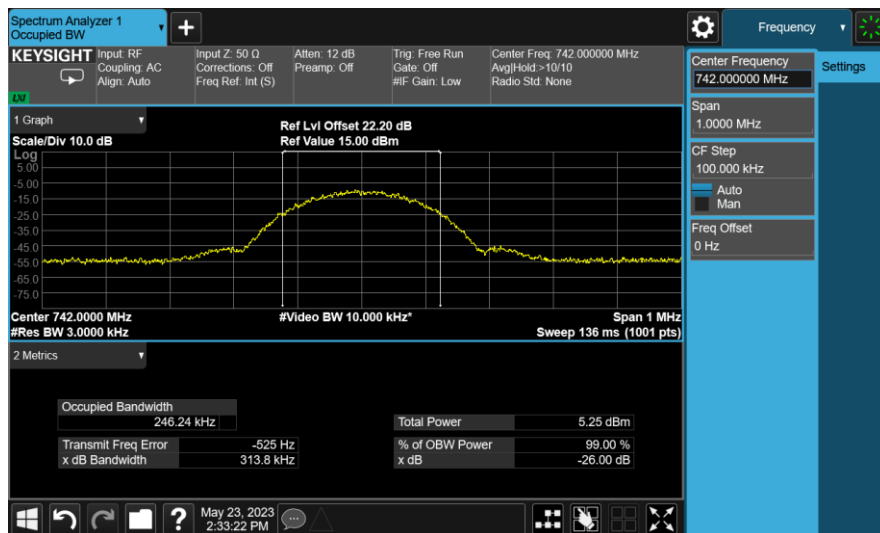 Spectrum Analyzer 1
Occupied BW
Frequency
KEYSIGHT
Input: RF
Coupling: AC
Align: Auto
Input Z: 50 Ω
Corrections: Off
Freq Ref: Int (S)
Atten: 12 dB
Preamp: Off
Trig: Free Run
Gate: Off
#IF Gain: Low
Center Freq: 742.000000 MHz
Avg|Hold:>10/10
Radio Std: None
LXI
Center Frequency
742.000000 MHz
Settings
Span
1.0000 MHz
CF Step
100.000 kHz
Auto
Man
Freq Offset
0 Hz
1 Graph
Scale/Div 10.0 dB
Ref Lvl Offset 22.20 dB
Ref Value 15.00 dBm
Log
5.00
-5.00
-15.0
-25.0
-35.0
-45.0
-55.0
-65.0
-75.0
Center 742.0000 MHz
#Video BW 10.000 kHz*
Span 1 MHz
#Res BW 3.0000 kHz
Sweep 136 ms (1001 pts)
2 Metrics
Occupied Bandwidth
246.24 kHz
Total Power 5.25 dBm
Transmit Freq Error -525 Hz
% of OBW Power 99.00 %
x dB Bandwidth 313.8 kHz
x dB -26.00 dB
?
May 23, 2023
2:33:22 PM